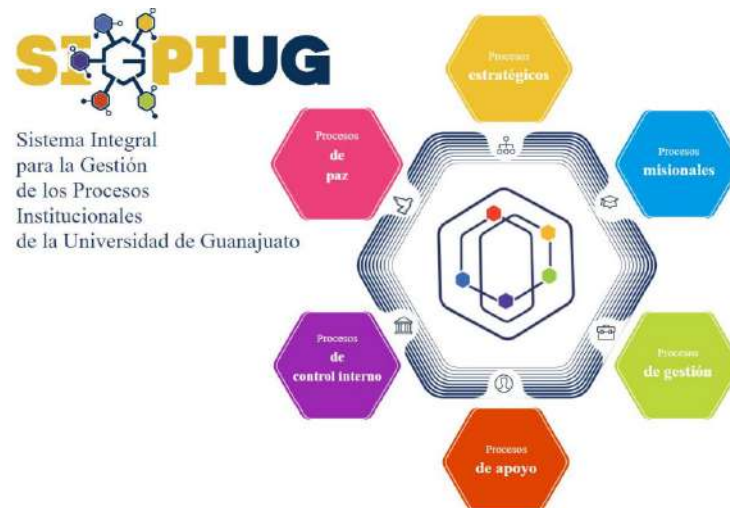 SIGPIUG
Sistema Integral
para la Gestión
de los Procesos
Institucionales
de la Universidad de Guanajuato
Procesos
estratégicos
Procesos
misionales
Procesos
de gestión
Procesos
de apoyo
Procesos
de
control interno
Procesos
de
paz